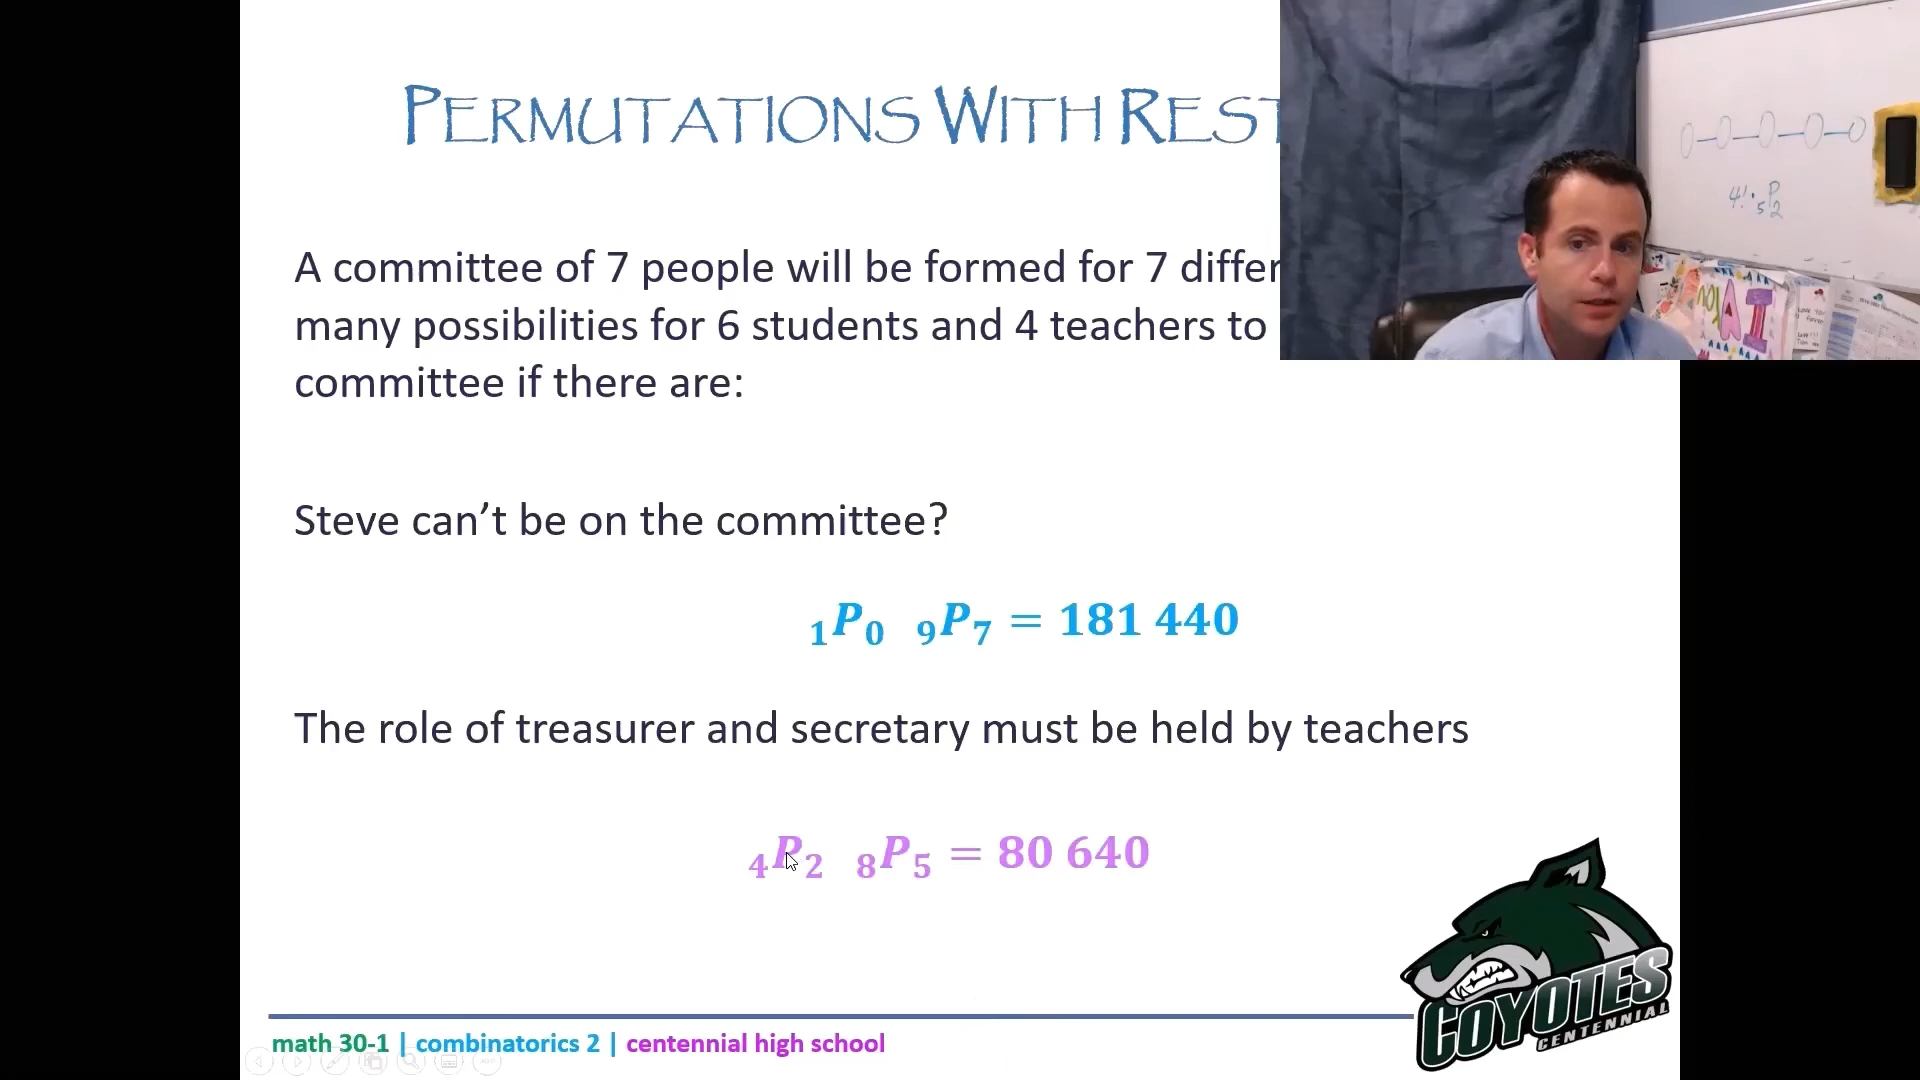 PERMUTATIONS WITH REST
A committee of 7 people will be formed for 7 differ
many possibilities for 6 students and 4 teachers to
committee if there are:
Steve can’t be on the committee?
₁P₀ ₉P₇ = 181 440
The role of treasurer and secretary must be held by teachers
₄P₂ ₈P₅ = 80 640
math 30-1 | combinatorics 2 | centennial high school
COYOTES
CENTENNIAL
4! · ₅P₂